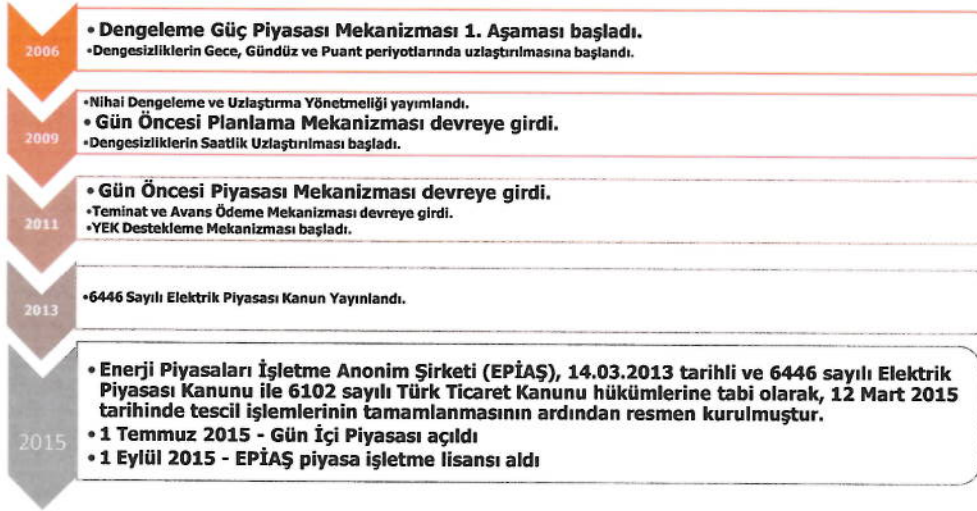 2006
• Dengeleme Güç Piyasası Mekanizması 1. Aşaması başladı.
•Dengesizliklerin Gece, Gündüz ve Puant periyotlarında uzlaştırılmasına başlandı.
2009
•Nihai Dengeleme ve Uzlaştırma Yönetmeliği yayımlandı.
• Gün Öncesi Planlama Mekanizması devreye girdi.
•Dengesizliklerin Saatlik Uzlaştırılması başladı.
2011
• Gün Öncesi Piyasası Mekanizması devreye girdi.
•Teminat ve Avans Ödeme Mekanizması devreye girdi.
•YEK Destekleme Mekanizması başladı.
2013
•6446 Sayılı Elektrik Piyasası Kanun Yayınlandı.
2015
• Enerji Piyasaları İşletme Anonim Şirketi (EPİAŞ), 14.03.2013 tarihli ve 6446 sayılı Elektrik
Piyasası Kanunu ile 6102 sayılı Türk Ticaret Kanunu hükümlerine tabi olarak, 12 Mart 2015
tarihinde tescil işlemlerinin tamamlanmasının ardından resmen kurulmuştur.
• 1 Temmuz 2015 - Gün İçi Piyasası açıldı
• 1 Eylül 2015 - EPİAŞ piyasa işletme lisansı aldı